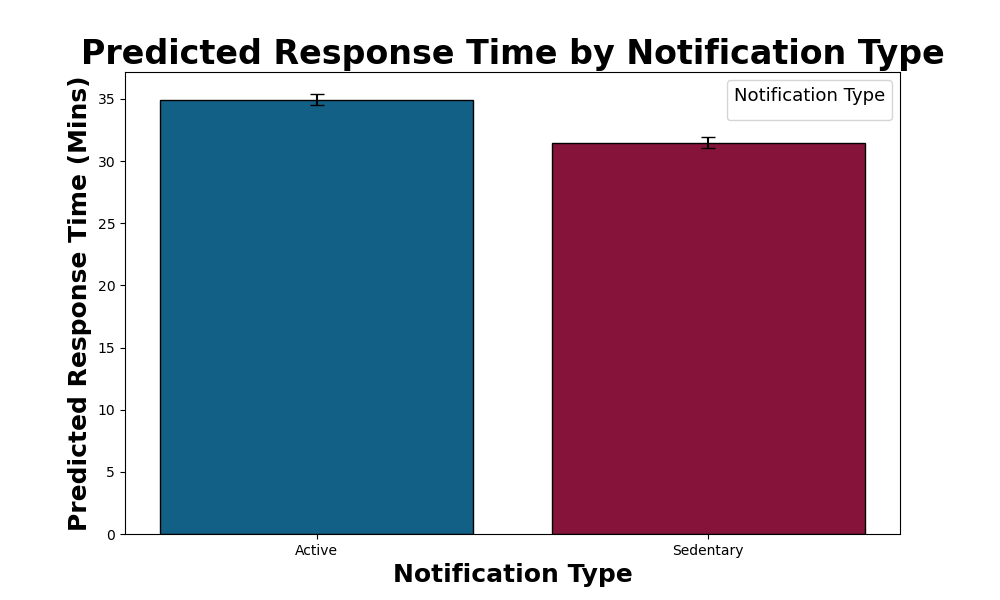 Predicted Response Time by Notification Type
Predicted Response Time (Mins)
35
30
25
20
15
10
5
0
Notification Type
Active
Sedentary
Notification Type